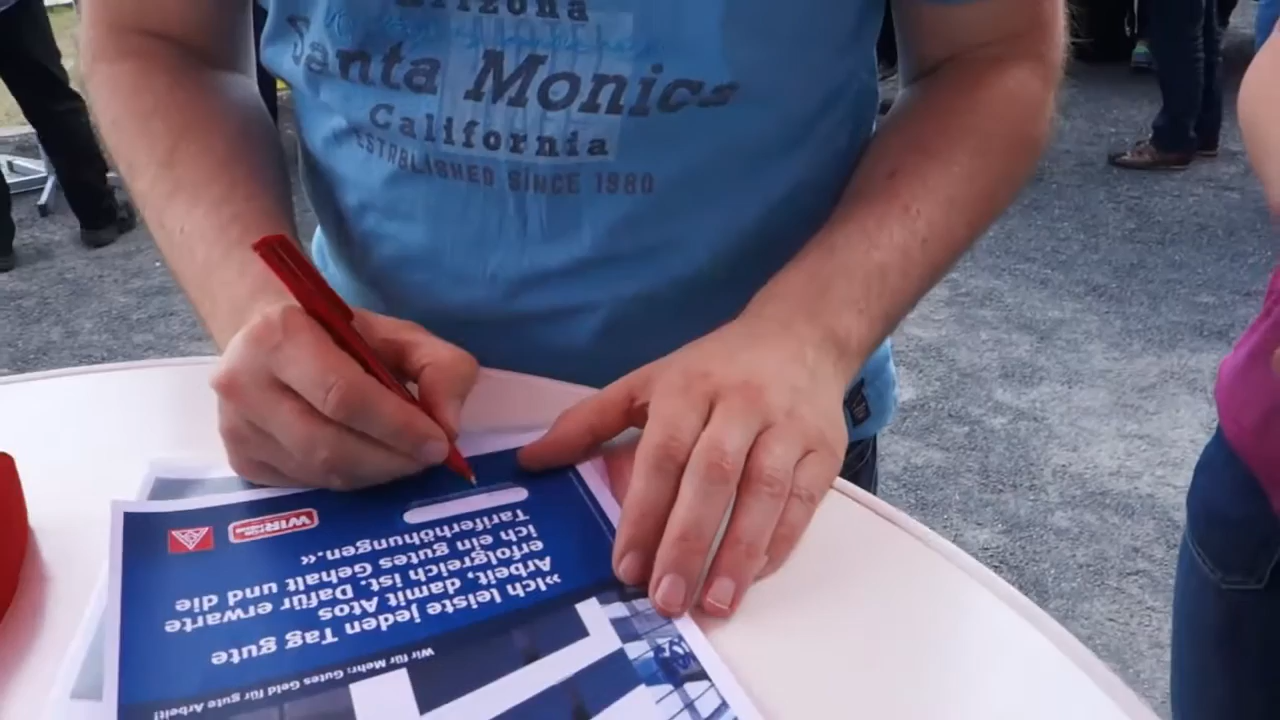 Arizona
Santa Monica
California
ESTABLISHED SINCE 1980
Wir für Mehr: Gutes Geld für gute Arbeit!
»Ich leiste jeden Tag gute
Arbeit, damit Atos
erfolgreich ist. Dafür erwarte
ich ein gutes Gehalt und die
Tariferhöhungen.«
WIR